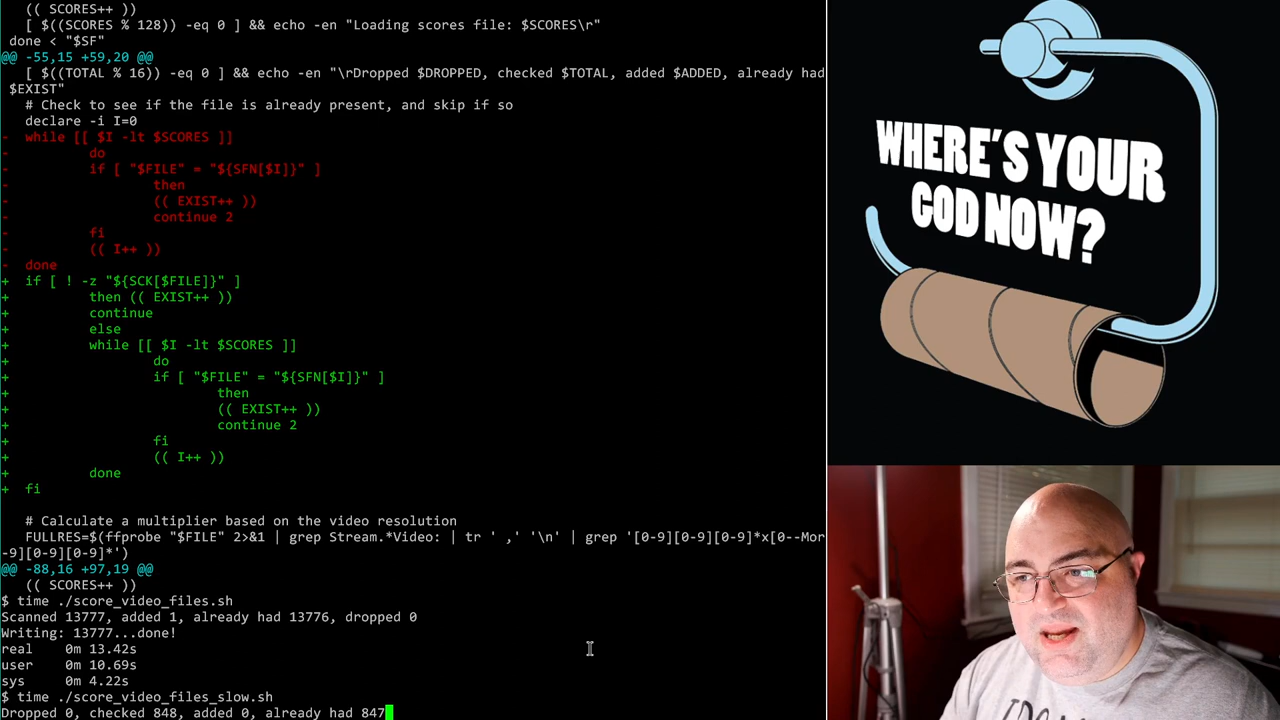 (( SCORES++ ))
  [ $((SCORES % 128)) -eq 0 ] && echo -en "Loading scores file: $SCORES\r"
done < "$SF"
@@ -55,15 +59,20 @@
  [ $((TOTAL % 16)) -eq 0 ] && echo -en "\rDropped $DROPPED, checked $TOTAL, added $ADDED, already had
$EXIST"
  # Check to see if the file is already present, and skip if so
  declare -i I=0
- while [[ $I -lt $SCORES ]]
-         do
-         if [ "$FILE" = "${SFN[$I]}" ]
-                 then
-                 (( EXIST++ ))
-                 continue 2
-         fi
-         (( I++ ))
- done
+ if [ ! -z "${SCK[$FILE]}" ]
+         then (( EXIST++ ))
+         continue
+         else
+         while [[ $I -lt $SCORES ]]
+                 do
+                 if [ "$FILE" = "${SFN[$I]}" ]
+                         then
+                         (( EXIST++ ))
+                         continue 2
+                 fi
+                 (( I++ ))
+         done
+ fi
  # Calculate a multiplier based on the video resolution
  FULLRES=$(ffprobe "$FILE" 2>&1 | grep Stream.*Video: | tr ' ,' '\n' | grep '[0-9][0-9][0-9]*x[0--Mor
-9][0-9][0-9]*')
@@ -88,16 +97,19 @@
  (( SCORES++ ))
$ time ./score_video_files.sh
Scanned 13777, added 1, already had 13776, dropped 0
Writing: 13777...done!
real    0m 13.42s
user    0m 10.69s
sys     0m 4.22s
$ time ./score_video_files_slow.sh
Dropped 0, checked 848, added 0, already had 847
WHERE'S YOUR
GOD NOW?